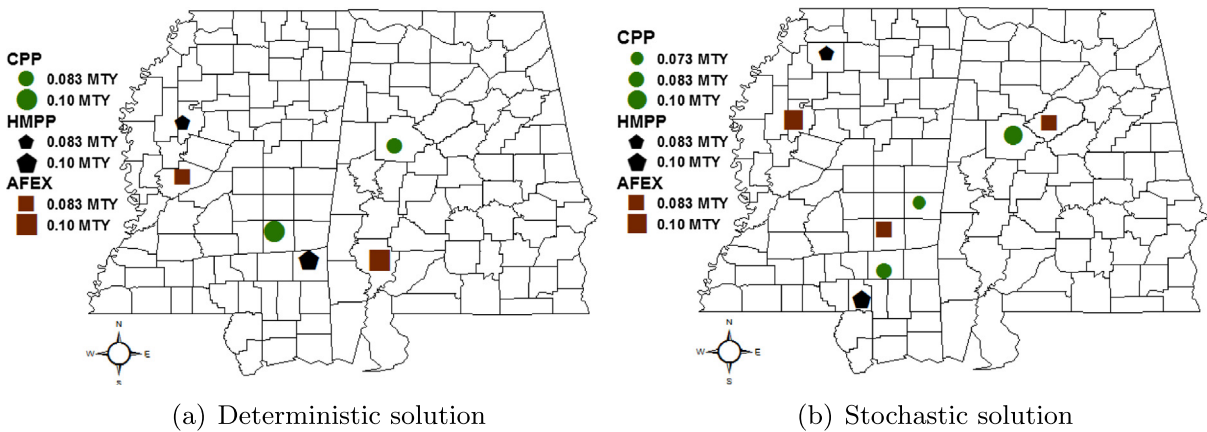 CPP
0.083 MTY
0.10 MTY
HMPP
0.083 MTY
0.10 MTY
AFEX
0.083 MTY
0.10 MTY
N
W E
S
(a) Deterministic solution
CPP
0.073 MTY
0.083 MTY
0.10 MTY
HMPP
0.083 MTY
0.10 MTY
AFEX
0.083 MTY
0.10 MTY
N
W E
S
(b) Stochastic solution